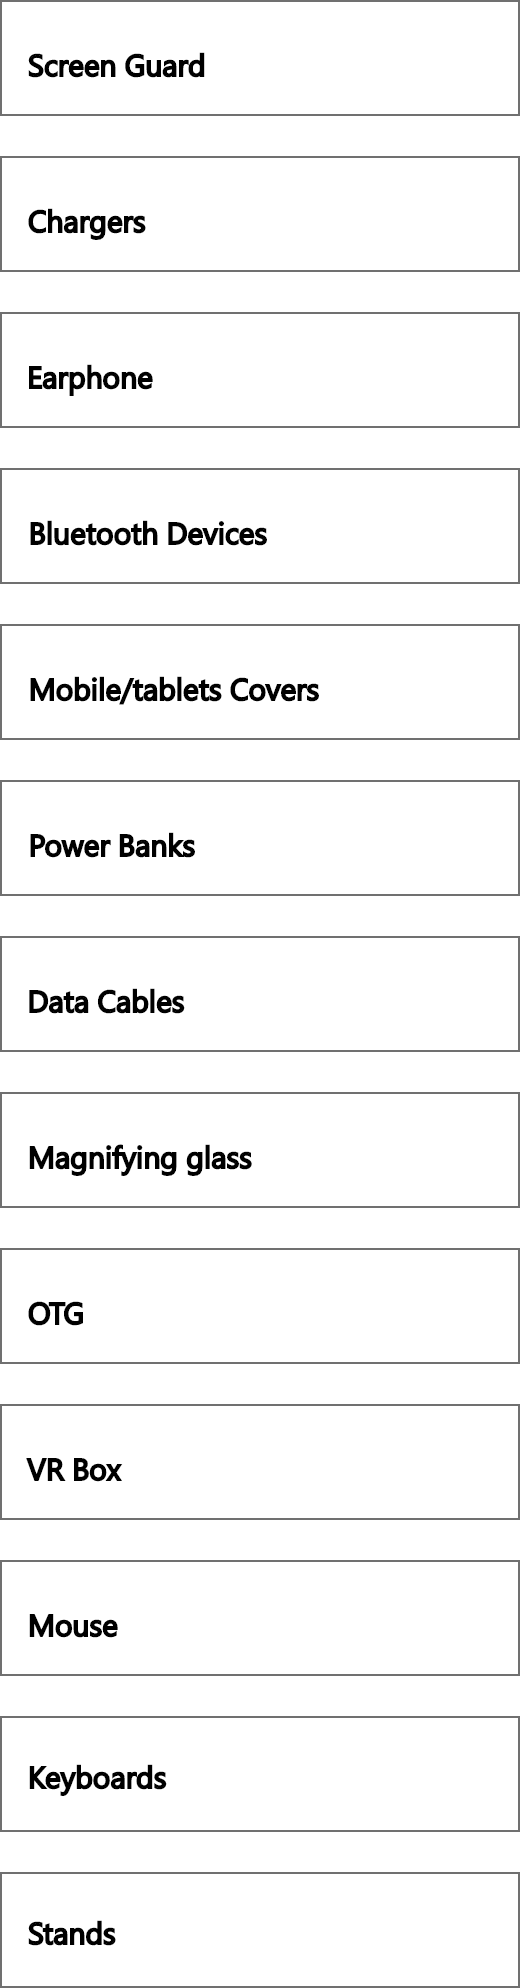 Screen Guard
Chargers
Earphone
Bluetooth Devices
Mobile/tablets Covers
Power Banks
Data Cables
Magnifying glass
OTG
VR Box
Mouse
Keyboards
Stands